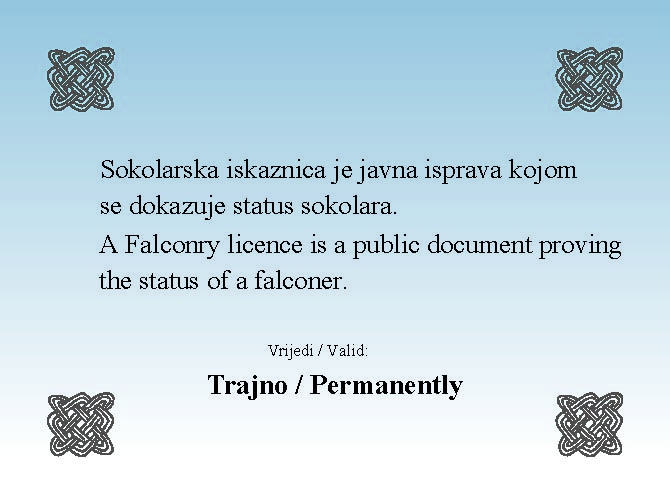 Sokolarska iskaznica je javna isprava kojom
se dokazuje status sokolara.
A Falconry licence is a public document proving
the status of a falconer.
Vrijedi / Valid:
Trajno / Permanently